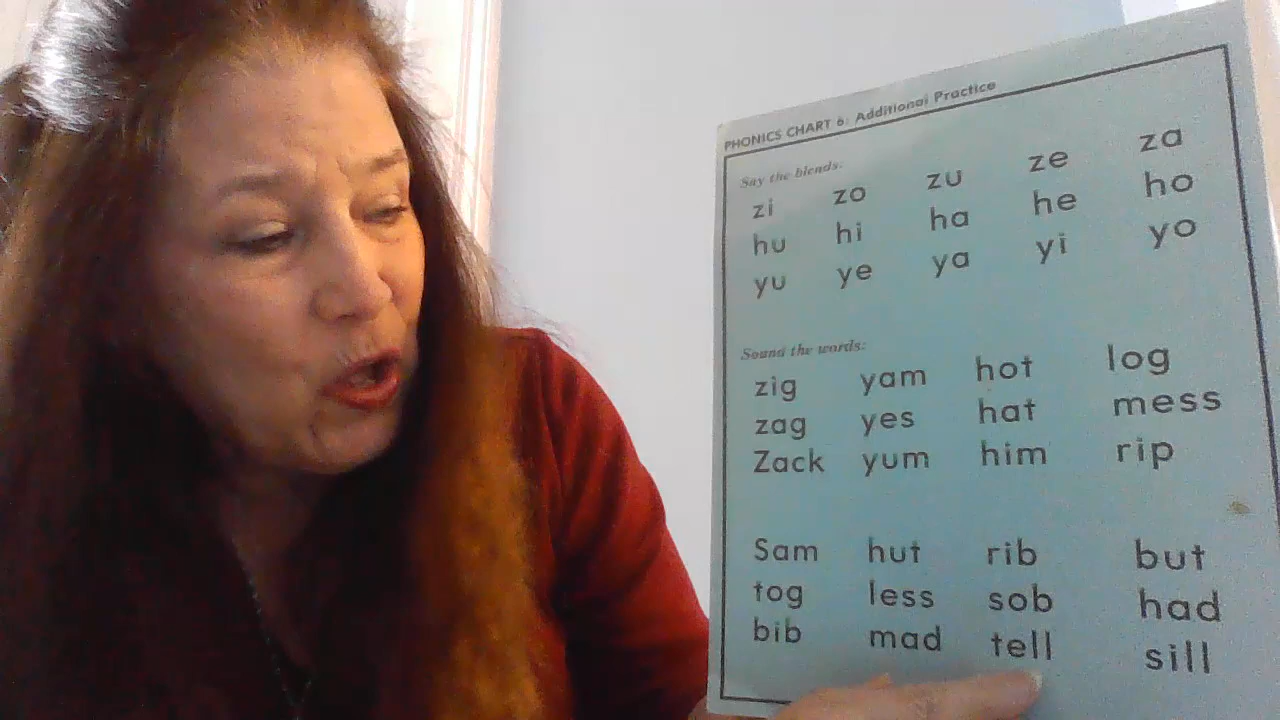 PHONICS CHART 6: Additional Practice
Say the blends:
zi zo zu ze za
hu hi ha he ho
yu ye ya yi yo
Sound the words:
zig yam hot log
zag yes hat mess
Zack yum him rip
Sam hut rib but
tog less sob had
bib mad tell sill